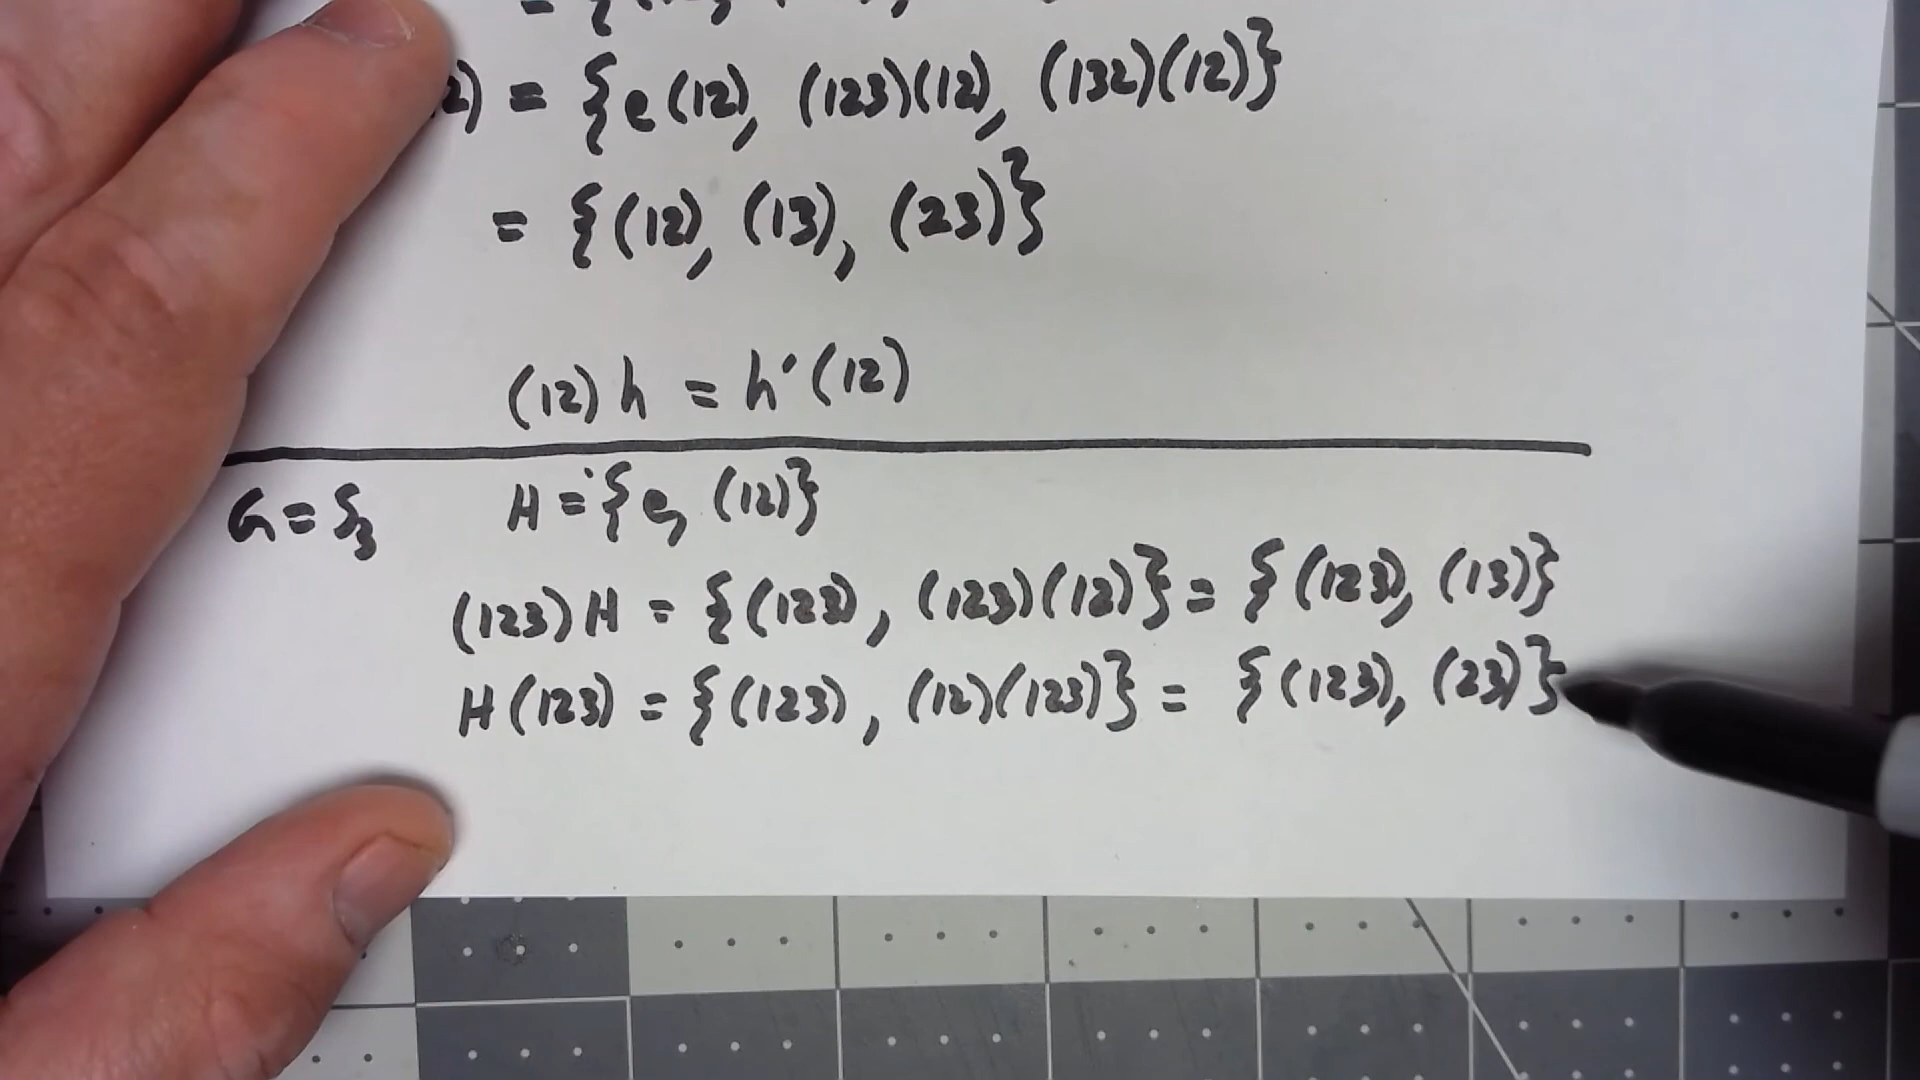 2) = {e(12), (123)(12), (132)(12)}
= {(12), (13), (23)}
(12)h = h'(12)
G=S₃ H={e, (12)}
(123)H = {(123), (123)(12)} = {(123), (13)}
H(123) = {(123), (12)(123)} = {(123), (23)}